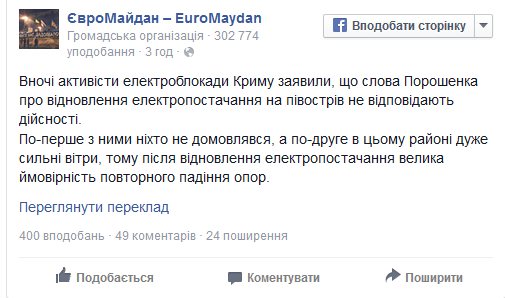 ЄвроМайдан – EuroMaydan
Громадська організація · 302 774
уподобання · 3 год ·
Вподобати сторінку
Вночі активісти електроблокади Криму заявили, що слова Порошенка
про відновлення електропостачання на півострів не відповідають
дійсності.
По-перше з ними ніхто не домовлявся, а по-друге в цьому районі дуже
сильні вітри, тому після відновлення електропостачання велика
ймовірність повторного падіння опор.
Переглянути переклад
400 вподобань · 49 коментарів · 24 поширення
Подобається
Коментувати
Поширити